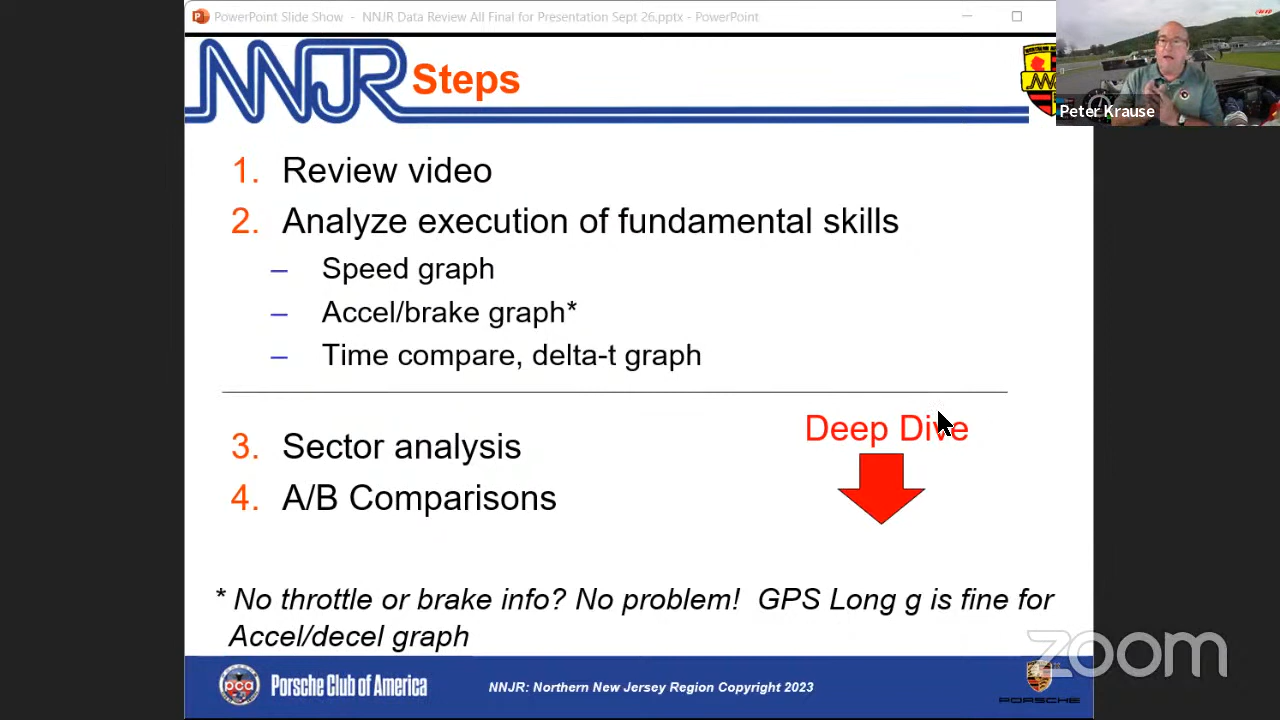 PowerPoint Slide Show - NNJR Data Review All Final for Presentation Sept 26.pptx - PowerPoint
NNJR Steps
Peter Krause
1. Review video
2. Analyze execution of fundamental skills
– Speed graph
– Accel/brake graph*
– Time compare, delta-t graph
Deep Dive
3. Sector analysis
4. A/B Comparisons
* No throttle or brake info? No problem! GPS Long g is fine for
Accel/decel graph
zoom
pca Porsche Club of America
NNJR: Northern New Jersey Region Copyright 2023
PORSCHE